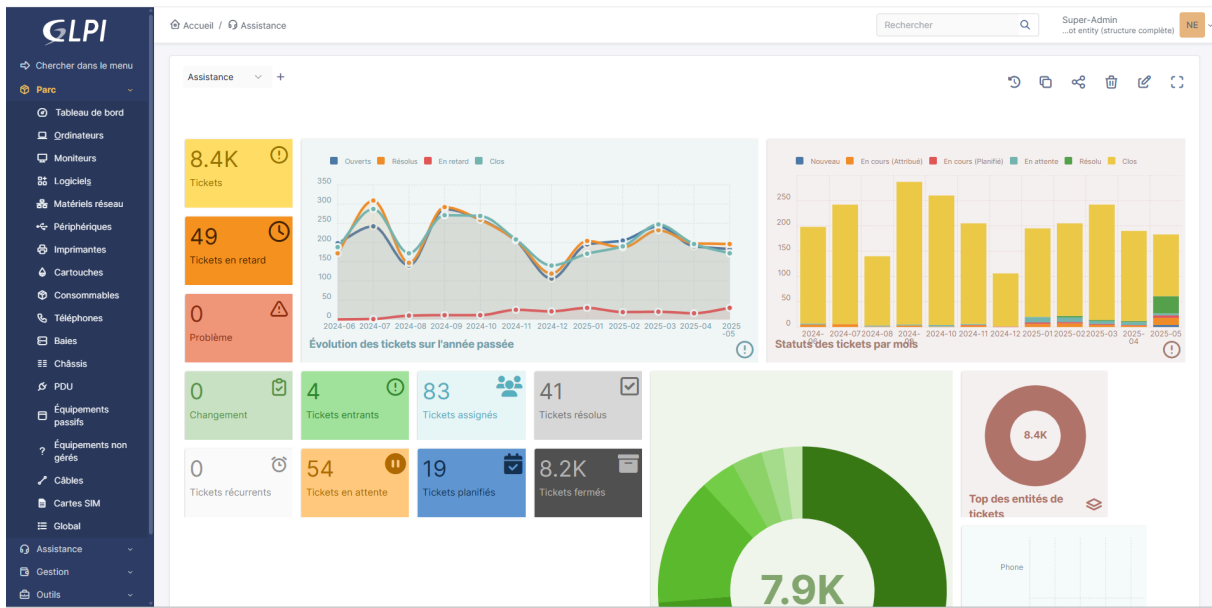 GLPI
Chercher dans le menu
Parc
Tableau de bord
Ordinateurs
Moniteurs
Logiciels
Matériels réseau
Périphériques
Imprimantes
Cartouches
Consommables
Téléphones
Baies
Châssis
PDU
Équipements
passifs
Équipements non
gérés
Câbles
Cartes SIM
Global
Assistance
Gestion
Outils
Accueil / Assistance
Rechercher
Super-Admin
...ot entity (structure complète)
NE
Assistance
8.4K
Tickets
49
Tickets en retard
0
Problème
Ouverts Résolus En retard Clos
350
300
250
200
150
100
50
0
2024-06 2024-07 2024-08 2024-09 2024-10 2024-11 2024-12 2025-01 2025-02 2025-03 2025-04 2025
-05
Évolution des tickets sur l'année passée
Nouveau En cours (Attribué) En cours (Planifié) En attente Résolu Clos
250
200
150
100
50
0
2024- 2024-07 2024-08 2024- 2024-10 2024-11 2024-12 2025-01 2025-02 2025-03 2025- 2025-05
04
Statuts des tickets par mois
0
Changement
4
Tickets entrants
83
Tickets assignés
41
Tickets résolus
0
Tickets récurrents
54
Tickets en attente
19
Tickets planifiés
8.2K
Tickets fermés
7.9K
8.4K
Top des entités de
tickets
Phone